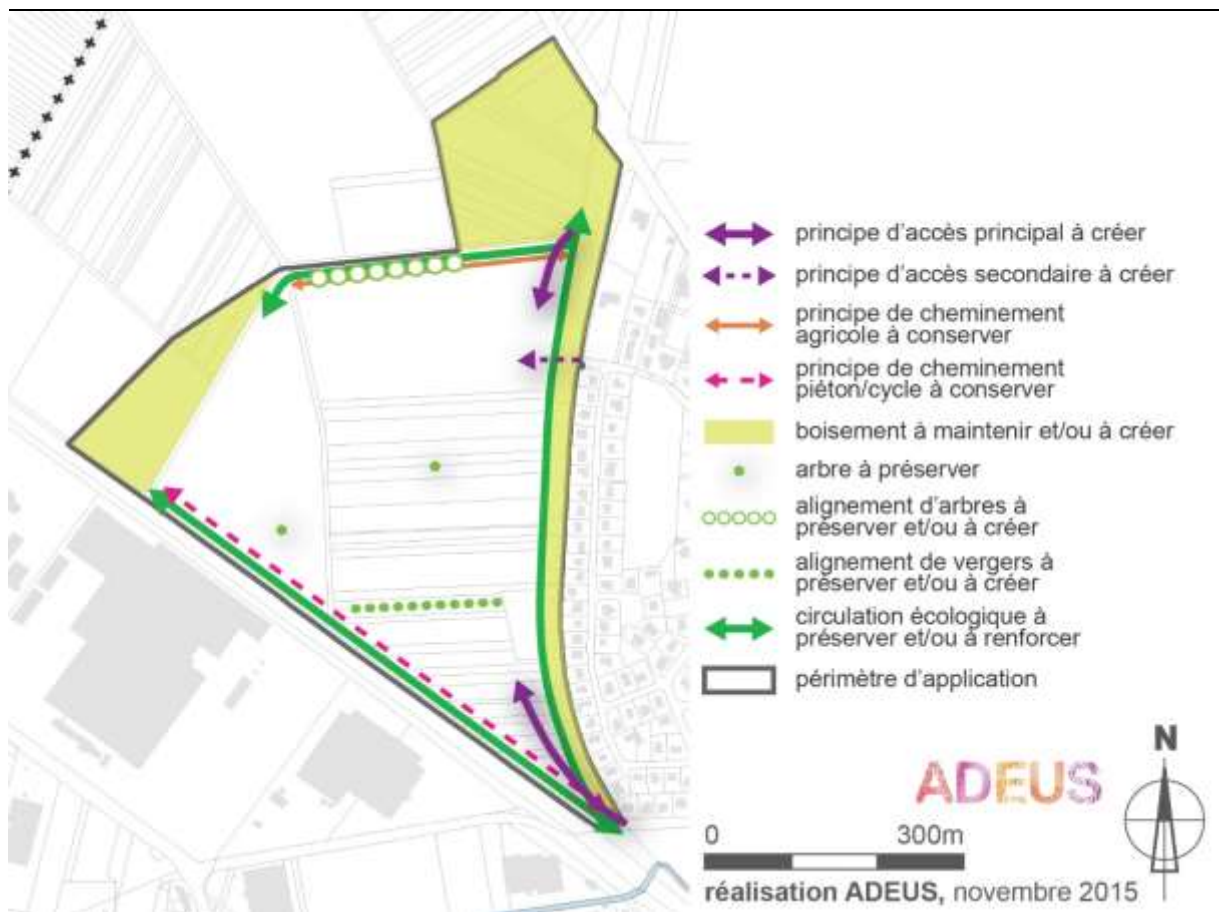 principe d'accès principal à créer
principe d'accès secondaire à créer
principe de cheminement
agricole à conserver
principe de cheminement
piéton/cycle à conserver
boisement à maintenir et/ou à créer
arbre à préserver
alignement d'arbres à
préserver et/ou à créer
alignement de vergers à
préserver et/ou à créer
circulation écologique à
préserver et/ou à renforcer
périmètre d'application
N
ADEUS
0 300m
réalisation ADEUS, novembre 2015